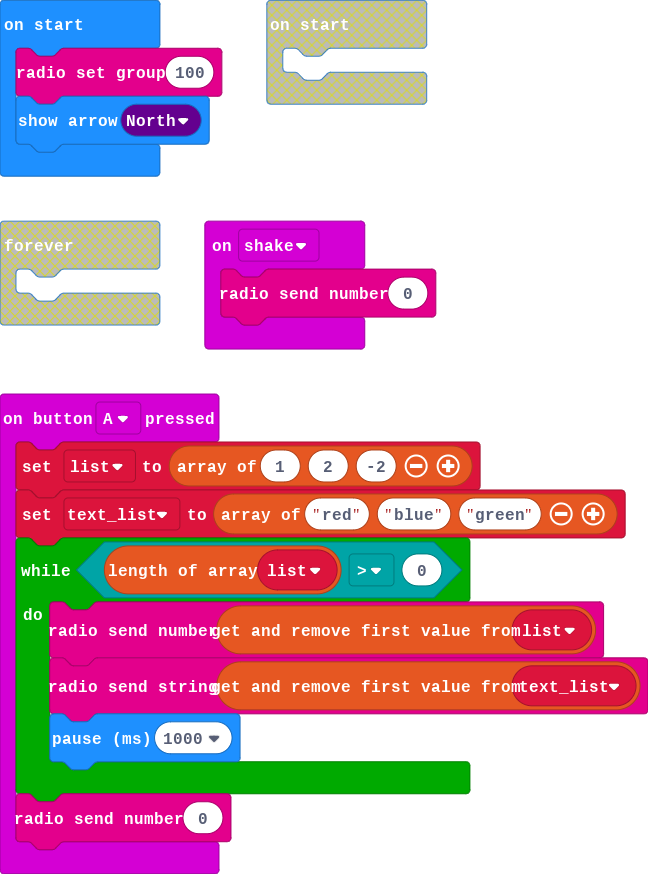 on start
radio set group 100
show arrow North
on start
forever
on shake
radio send number 0
on button A pressed
set list to array of 1 2 -2
set text_list to array of "red" "blue" "green"
while length of array list > 0
do
radio send number get and remove first value from list
radio send string get and remove first value from text_list
pause (ms) 1000
radio send number 0